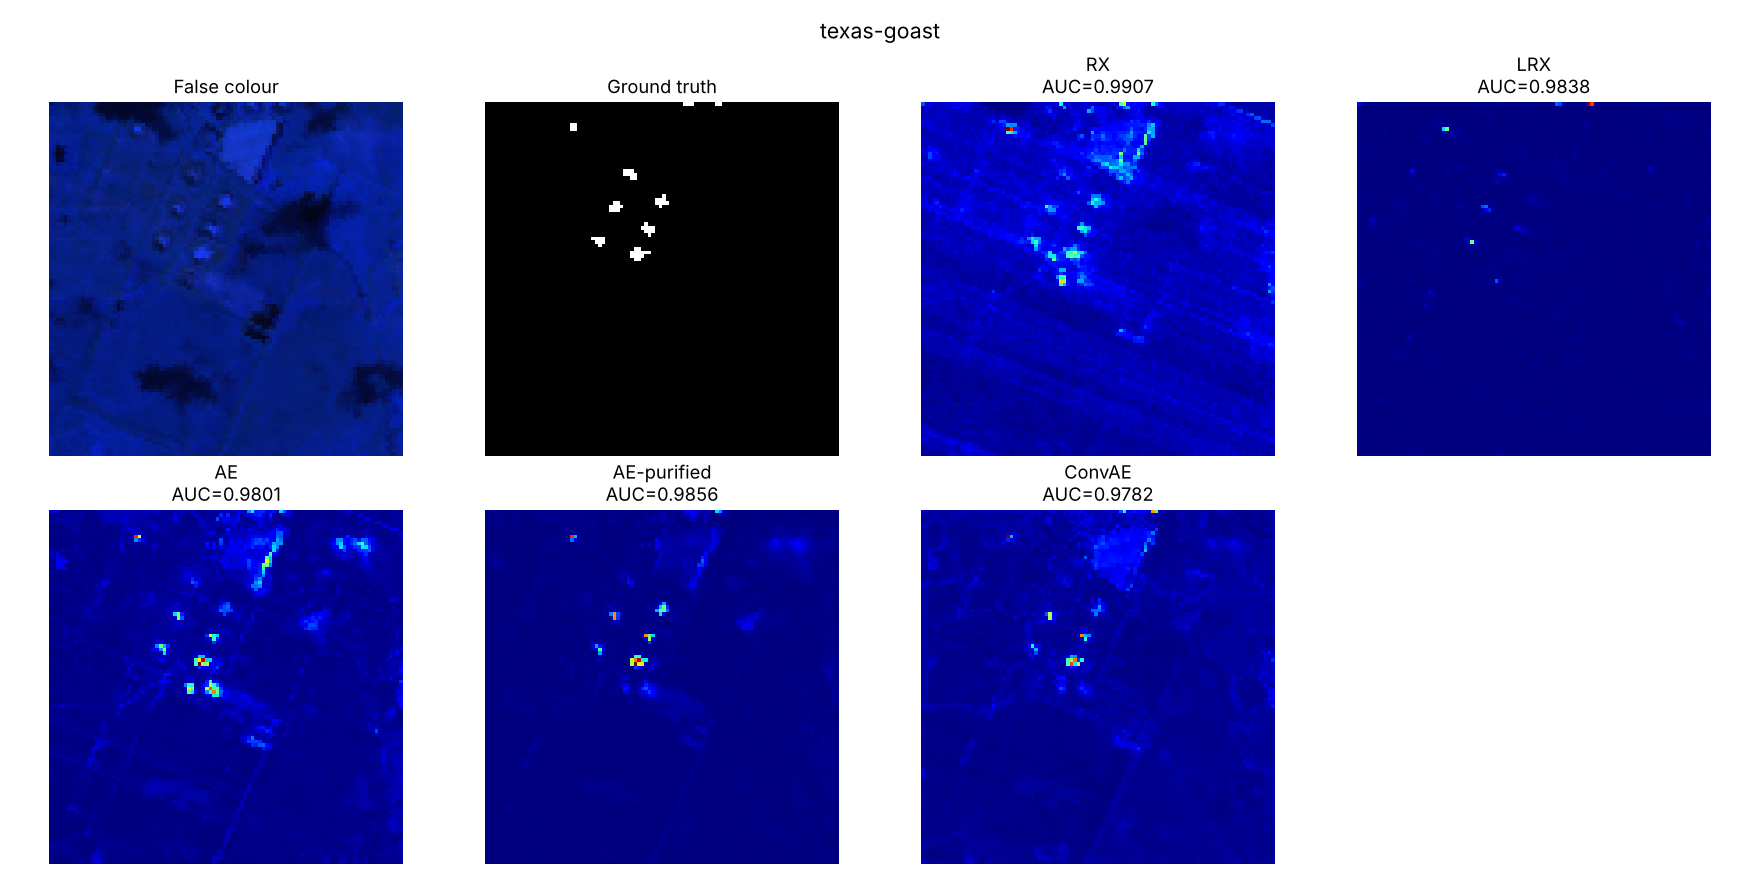 texas-goast
False colour
Ground truth
RX
AUC=0.9907
LRX
AUC=0.9838
AE
AUC=0.9801
AE-purified
AUC=0.9856
ConvAE
AUC=0.9782